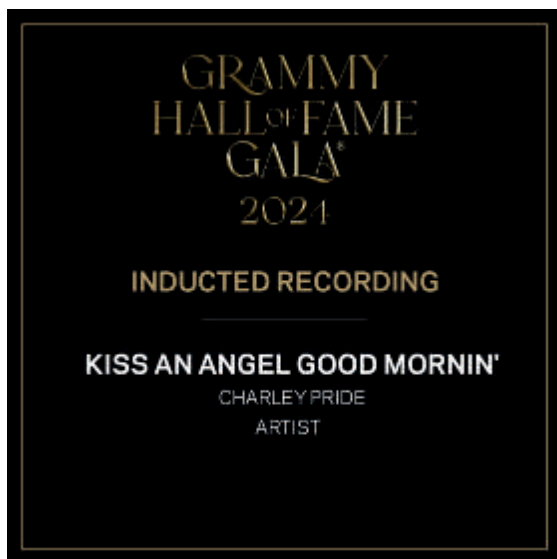 GRAMMY
HALL OF FAME
GALA®
2024
INDUCTED RECORDING
KISS AN ANGEL GOOD MORNIN'
CHARLEY PRIDE
ARTIST